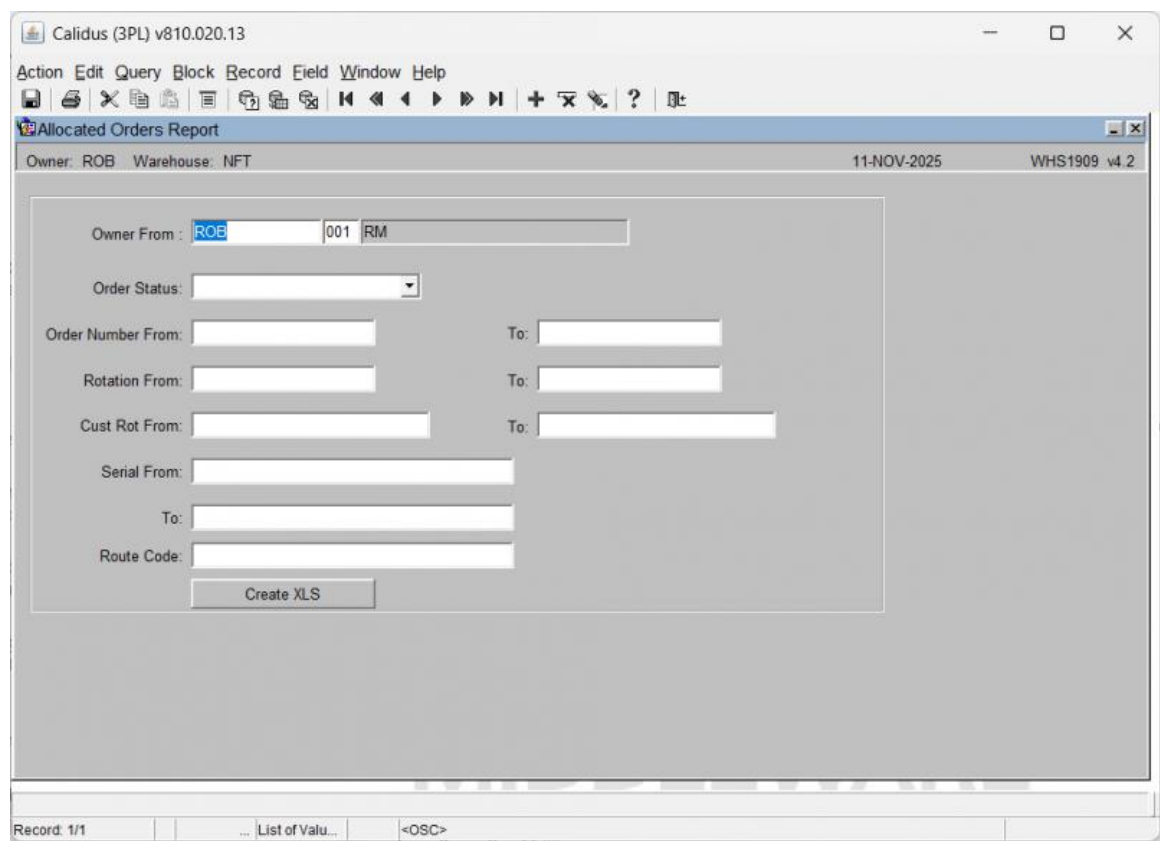 Calidus (3PL) v810.020.13
Action Edit Query Block Record Field Window Help
Allocated Orders Report
Owner: ROB Warehouse: NFT 11-NOV-2025 WHS1909 v4.2
Owner From : ROB 001 RM
Order Status:
Order Number From: To:
Rotation From: To:
Cust Rot From: To:
Serial From:
To:
Route Code:
Create XLS
Record: 1/1 ... List of Valu... <OSC>